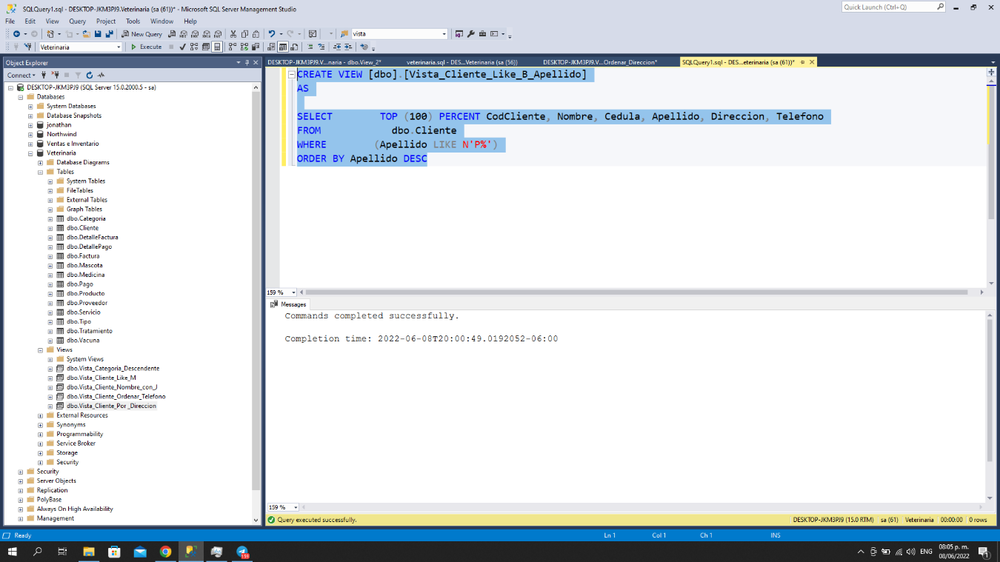 SQLQuery1.sql - DESKTOP-JKM3PJ9.Veterinaria (sa (61))* - Microsoft SQL Server Management Studio
Quick Launch (Ctrl+Q)
File Edit View Query Project Tools Window Help
New Query
vista
Veterinaria
Execute
Object Explorer
DESKTOP-JKM3PJ9.V...naria - dbo.View_2*
veterinaria.sql - DES...Veterinaria (sa (56))
DESKTOP-JKM3PJ9.V...Ordenar_Direccion*
SQLQuery1.sql - DES...eterinaria (sa (61))*
Connect
DESKTOP-JKM3PJ9 (SQL Server 15.0.2000.5 - sa)
Databases
System Databases
Database Snapshots
jonathan
Northwind
Ventas e Inventario
Veterinaria
Database Diagrams
Tables
System Tables
FileTables
External Tables
Graph Tables
dbo.Categoria
dbo.Cliente
dbo.DetalleFactura
dbo.DetallePago
dbo.Factura
dbo.Mascota
dbo.Medicina
dbo.Pago
dbo.Producto
dbo.Proveedor
dbo.Servicio
dbo.Tipo
dbo.Tratamiento
dbo.Vacuna
Views
System Views
dbo.Vista_Categoria_Descendente
dbo.Vista_Cliente_Like_M
dbo.Vista_Cliente_Nombre_con_J
dbo.Vista_Cliente_Ordenar_Telefono
dbo.Vista_Cliente_Por _Direccion
External Resources
Synonyms
Programmability
Service Broker
Storage
Security
Security
Server Objects
Replication
PolyBase
Always On High Availability
Management
CREATE VIEW [dbo].[Vista_Cliente_Like_B_Apellido]
AS
SELECT TOP (100) PERCENT CodCliente, Nombre, Cedula, Apellido, Direccion, Telefono
FROM dbo.Cliente
WHERE (Apellido LIKE N'P%')
ORDER BY Apellido DESC
159 %
Messages
Commands completed successfully.
Completion time: 2022-06-08T20:00:49.0192052-06:00
159 %
Query executed successfully.
DESKTOP-JKM3PJ9 (15.0 RTM) sa (61) Veterinaria 00:00:00 0 rows
Ready
Ln 1 Col 1 Ch 1 INS
ENG
08:05 p. m.
08/06/2022